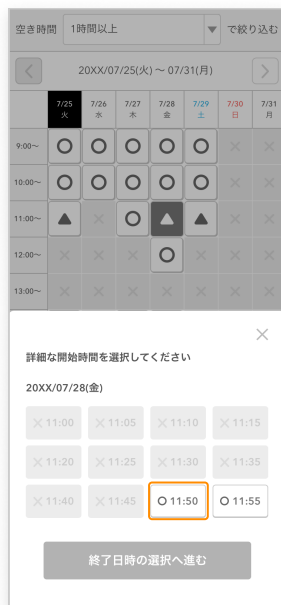 空き時間 1時間以上 ▼ で絞り込む
< 20XX/07/25(火)～07/31(月) >
7/25 7/26 7/27 7/28 7/29 7/30 7/31
火 水 木 金 土 日 月
9:00～ ○ ○ ○ ○ ○ × ×
10:00～ ○ ○ ○ ○ ○ × ×
11:00～ ▲ × ○ ▲ ▲ × ×
12:00～ × × × ○ × × ×
13:00～ × × × × × × ×
×
詳細な開始時間を選択してください
20XX/07/28(金)
×11:00 ×11:05 ×11:10 ×11:15
×11:20 ×11:25 ×11:30 ×11:35
×11:40 ×11:45 ○11:50 ○11:55
終了日時の選択へ進む